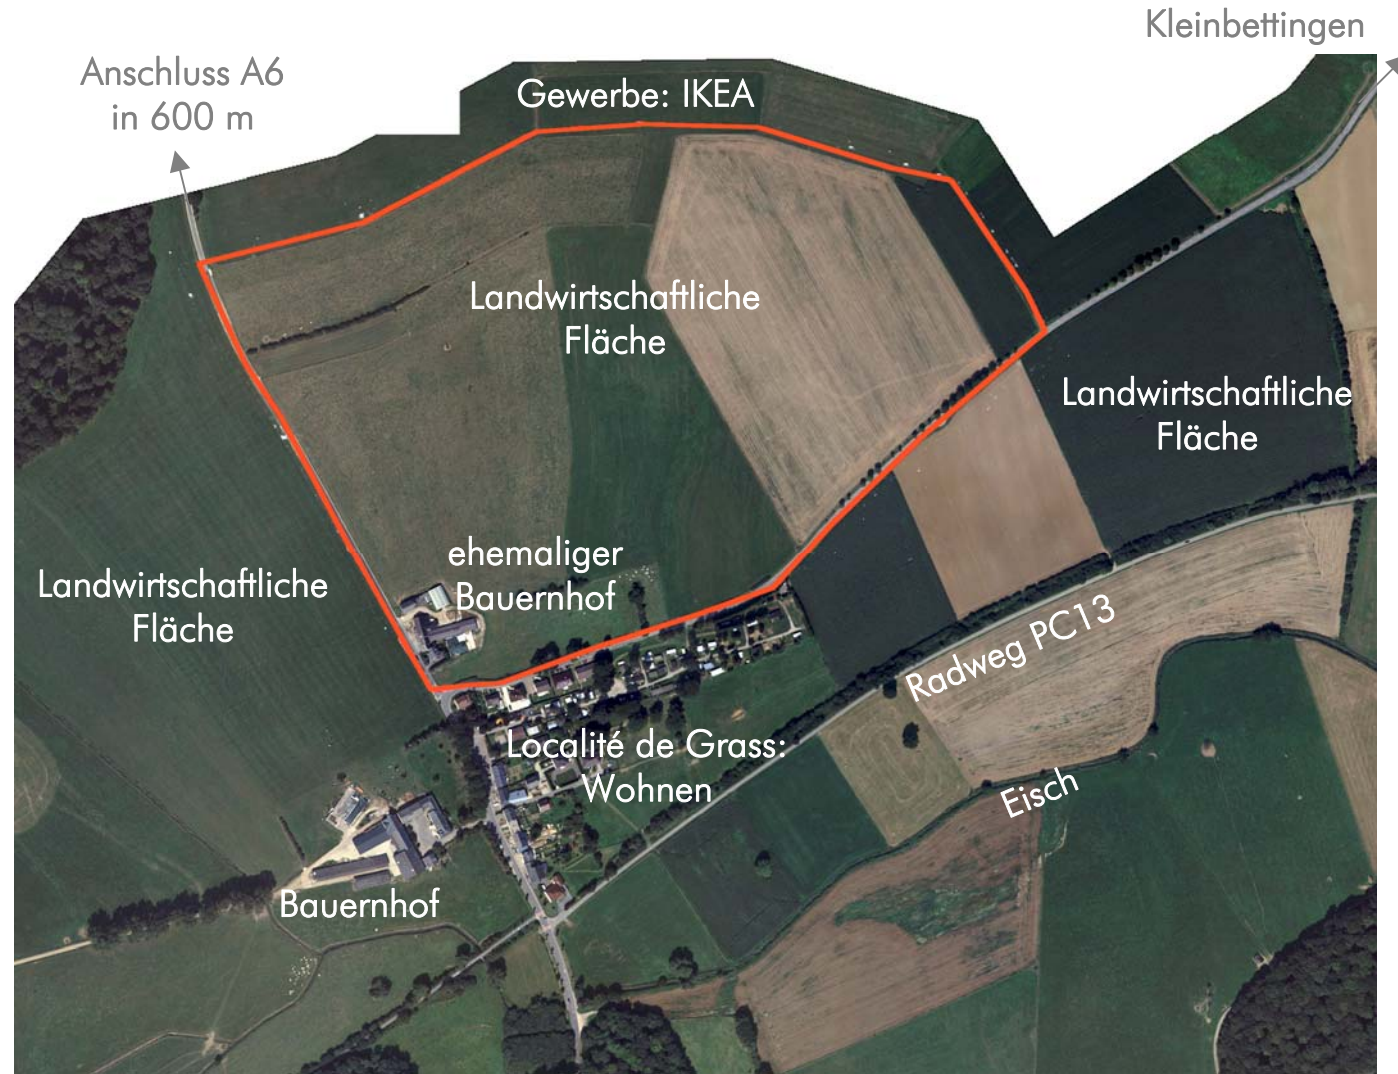 Kleinbettingen
Anschluss A6
in 600 m
Gewerbe: IKEA
Landwirtschaftliche
Fläche
Landwirtschaftliche
Fläche
ehemaliger
Bauernhof
Landwirtschaftliche
Fläche
Radweg PC13
Localité de Grass:
Wohnen
Eisch
Bauernhof